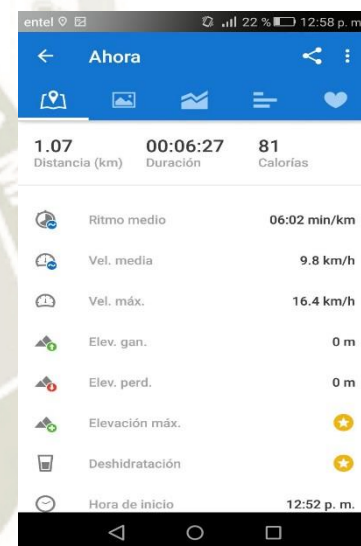 entel 22 % 12:58 p. m.
Ahora
1.07 00:06:27 81
Distancia (km) Duración Calorías
Ritmo medio 06:02 min/km
Vel. media 9.8 km/h
Vel. máx. 16.4 km/h
Elev. gan. 0 m
Elev. perd. 0 m
Elevación máx.
Deshidratación
Hora de inicio 12:52 p. m.